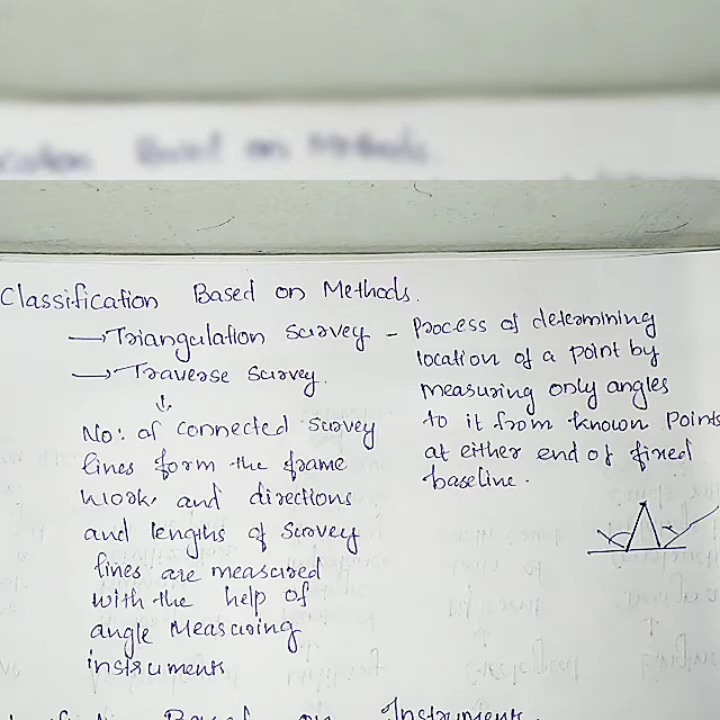 Classification Based on Methods.
→ Triangulation survey – Process of determining
location of a point by
measuring only angles
to it from known Points
at either end of fixed
baseline.
→ Traverse survey.
↓
No: of connected survey
lines form the frame
work, and directions
and lengths of survey
lines are measured
with the help of
angle Measuring
instruments
Based on Instruments.